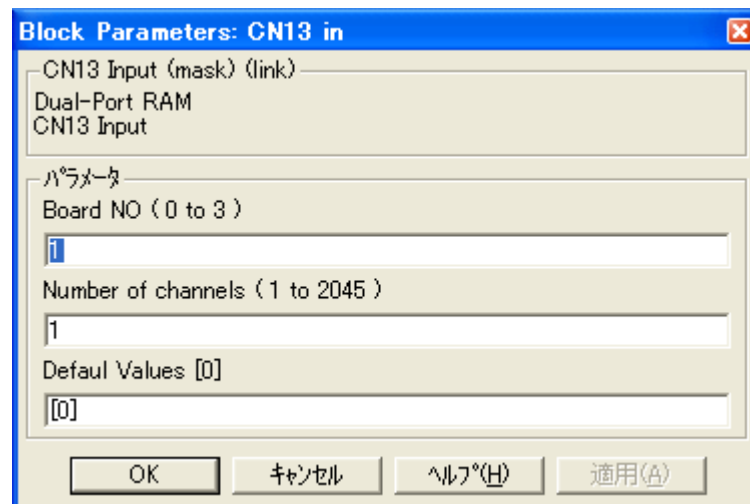 Block Parameters: CN13 in
CN13 Input (mask) (link)
Dual-Port RAM
CN13 Input
パラメータ
Board NO ( 0 to 3 )
1
Number of channels ( 1 to 2045 )
1
Defaul Values [0]
[0]
OK キャンセル ヘルプ(H) 適用(A)